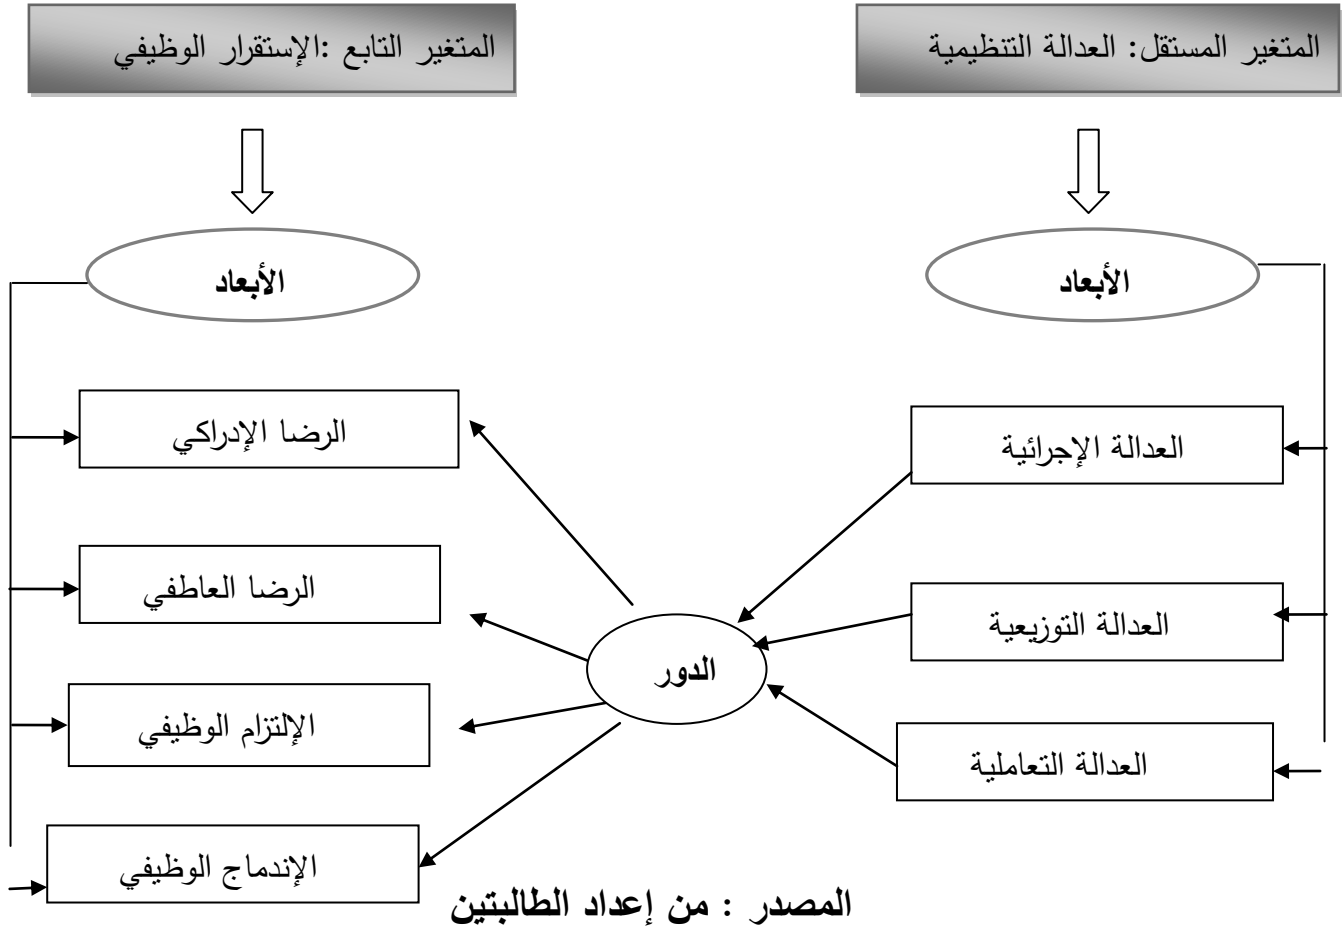 المتغير المستقل: العدالة التنظيمية
المتغير التابع :الإستقرار الوظيفي
الأبعاد
الأبعاد
العدالة الإجرائية
العدالة التوزيعية
العدالة التعاملية
الدور
الرضا الإدراكي
الرضا العاطفي
الإلتزام الوظيفي
الإندماج الوظيفي
المصدر : من إعداد الطالبتين